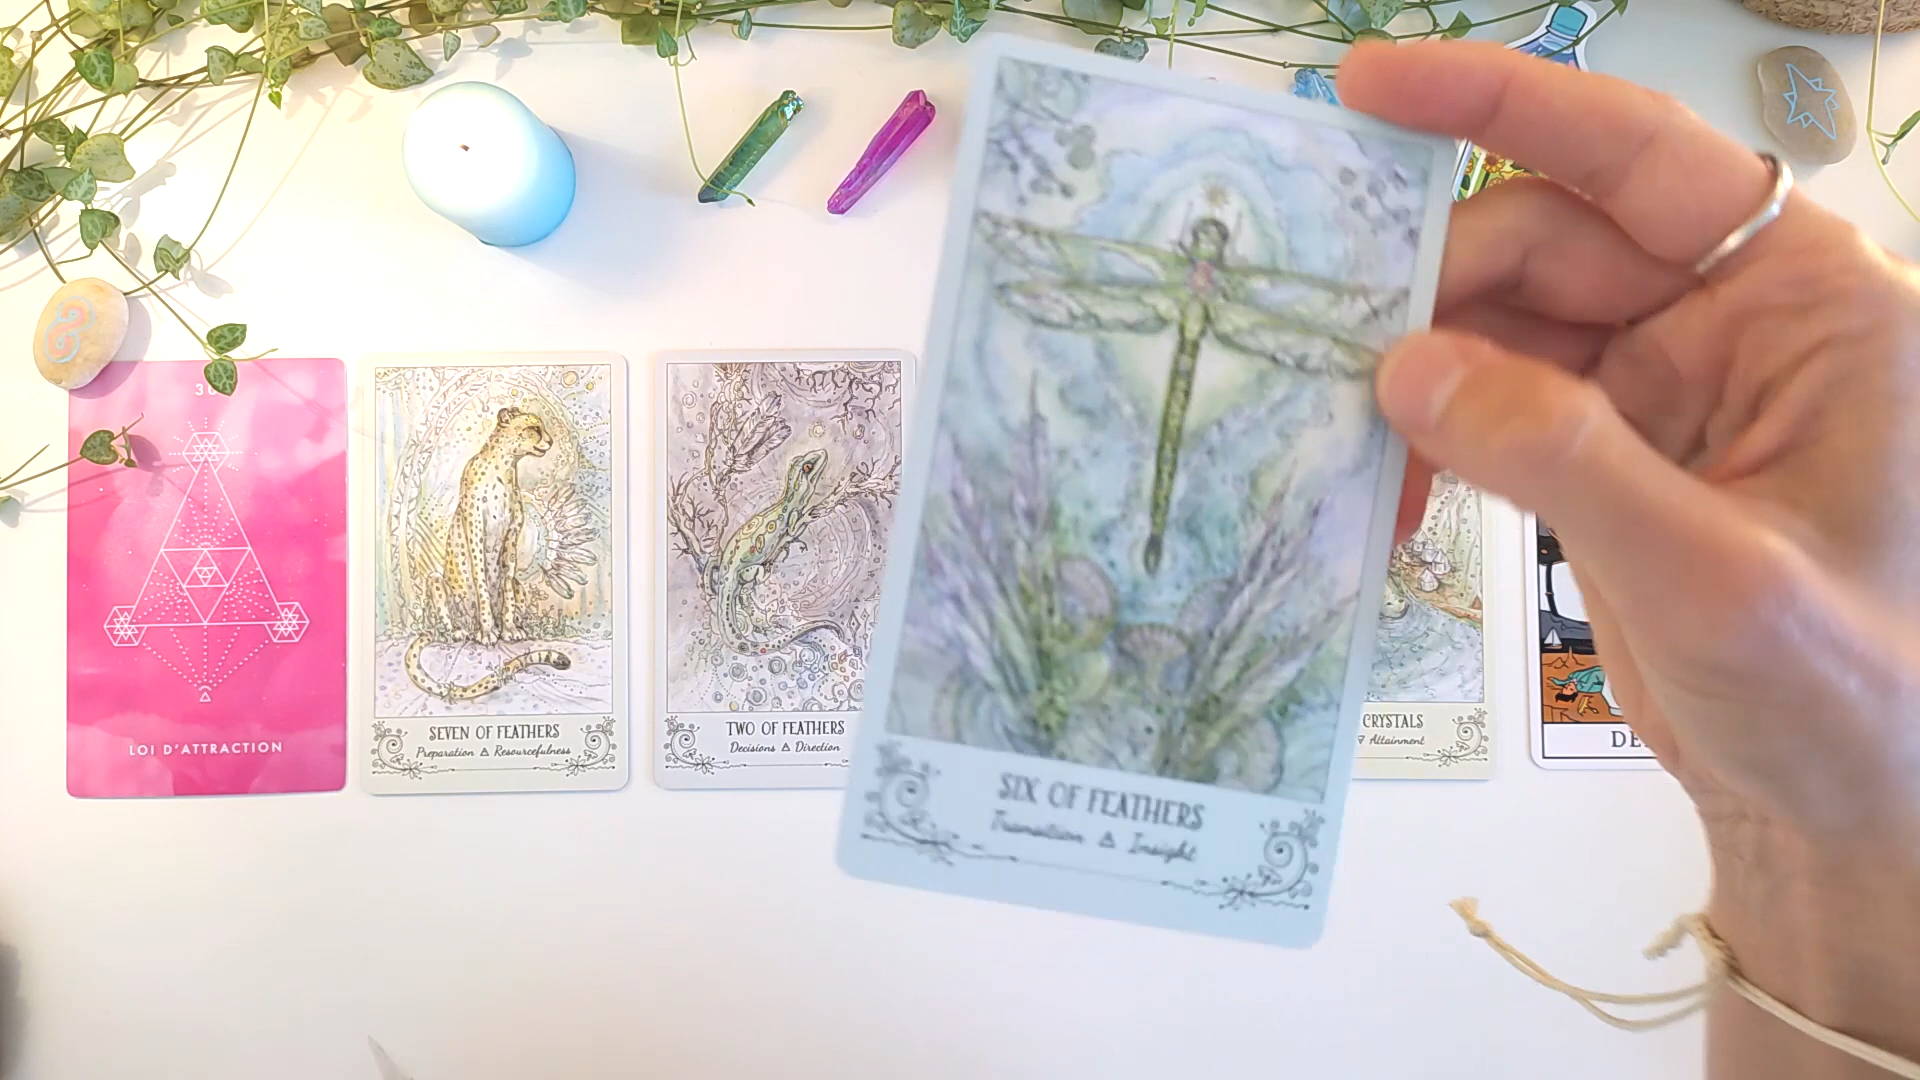 LOI D'ATTRACTION
SEVEN OF FEATHERS
Preparation Resourcefulness
TWO OF FEATHERS
Decisions Direction
SIX OF FEATHERS
Transition Insight
CRYSTALS
Attainment
DE